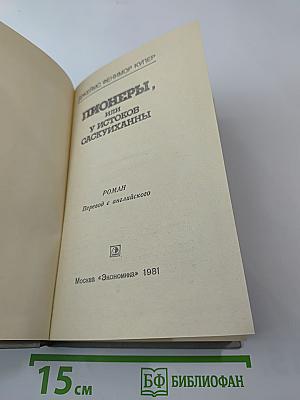 ДЖЕЙМС ФЕНИМОР КУПЕР
ПИОНЕРЫ,
ИЛИ
У ИСТОКОВ
САСКУИХАННЫ
РОМАН
Перевод с английского
Москва «Экономика» 1981
15 см
БФ БИБЛИОФАН